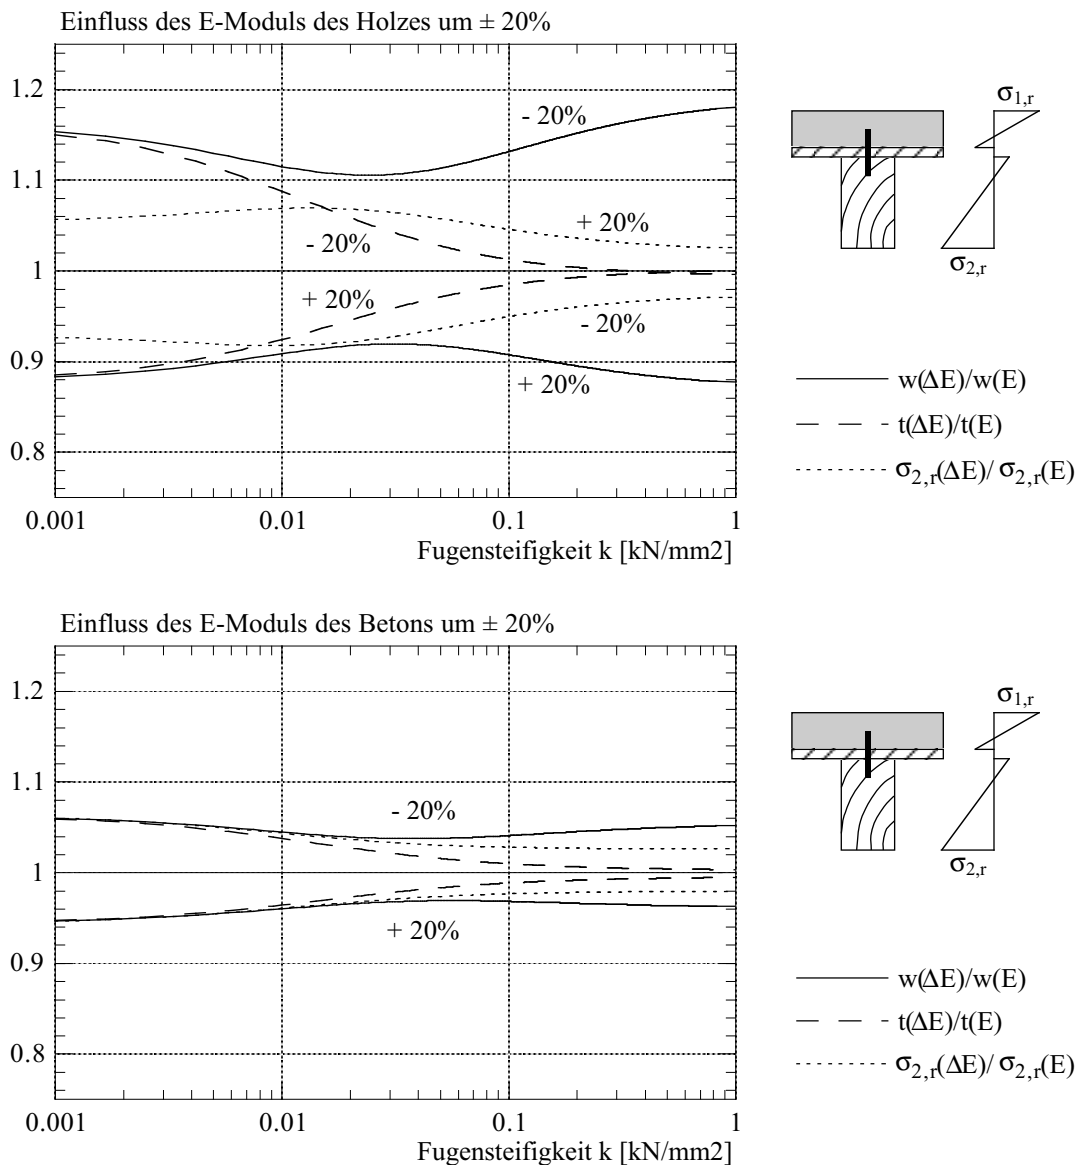 Einfluss des E-Moduls des Holzes um ± 20%
1.2
1.1
1
0.9
0.8
- 20%
+ 20%
- 20%
+ 20%
- 20%
+ 20%
0.001 0.01 0.1 1
Fugensteifigkeit k [kN/mm2]
σ1,r
σ2,r
w(ΔE)/w(E)
t(ΔE)/t(E)
σ2,r(ΔE)/ σ2,r(E)
Einfluss des E-Moduls des Betons um ± 20%
1.2
1.1
1
0.9
0.8
- 20%
+ 20%
0.001 0.01 0.1 1
Fugensteifigkeit k [kN/mm2]
σ1,r
σ2,r
w(ΔE)/w(E)
t(ΔE)/t(E)
σ2,r(ΔE)/ σ2,r(E)